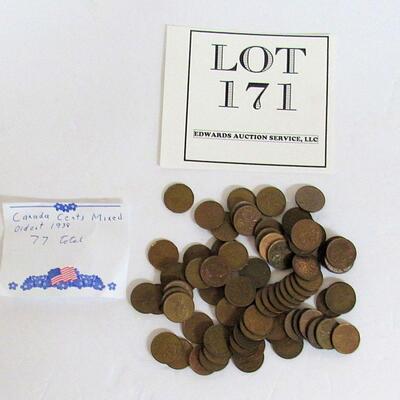 LOT
171
EDWARDS AUCTION SERVICE, LLC
Canada Cents Mixed
Oldest 1938
77 total